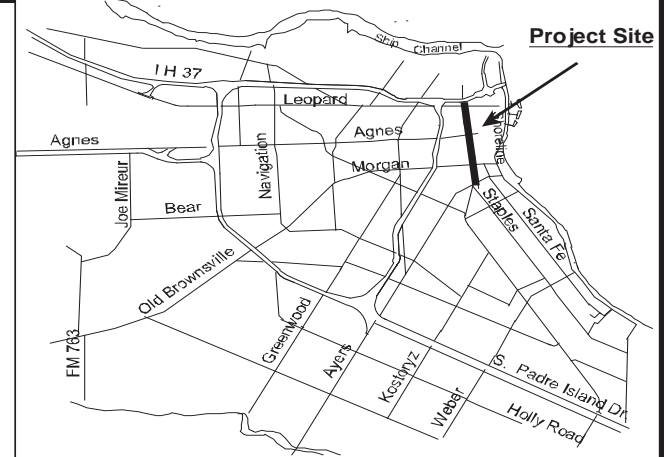 Project Site
Ship Channel
I H 37
Leopard
Agnes
Agnes
Shoreline
Morgan
Navigation
Joe Mireur
Bear
Staples
Santa Fe
Old Brownsville
Greenwood
FM 763
Ayers
Kostoryz
Weber
S. Padre Island Dr.
Holly Road